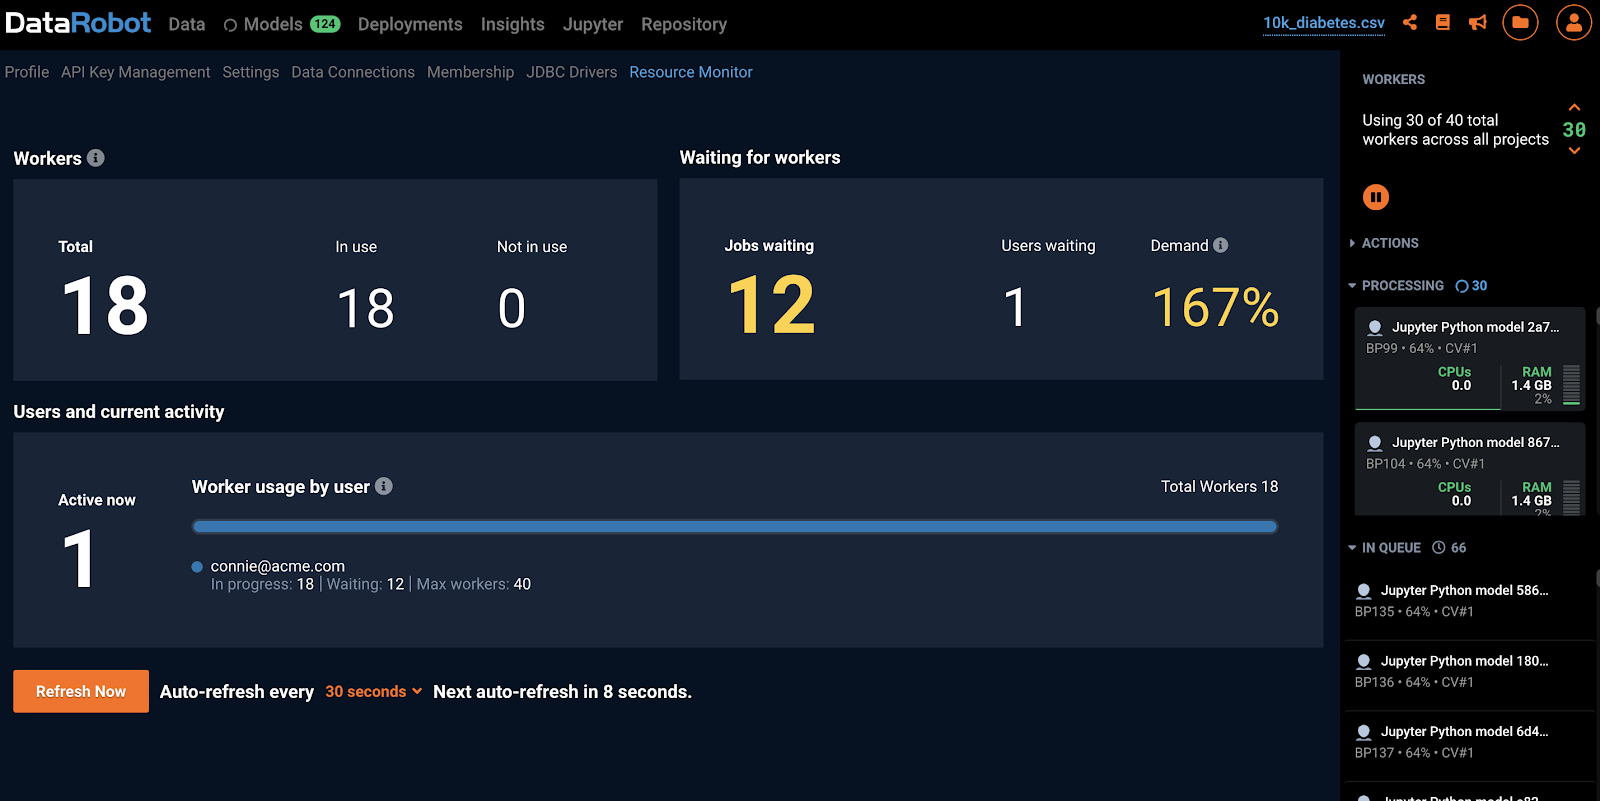 DataRobot Data Models 124 Deployments Insights Jupyter Repository 10k_diabetes.csv
Profile API Key Management Settings Data Connections Membership JDBC Drivers Resource Monitor
Workers
Total In use Not in use
18 18 0
Waiting for workers
Jobs waiting Users waiting Demand
12 1 167%
Users and current activity
Active now
1
Worker usage by user Total Workers 18
connie@acme.com
In progress: 18 | Waiting: 12 | Max workers: 40
Refresh Now Auto-refresh every 30 seconds Next auto-refresh in 8 seconds.
WORKERS
Using 30 of 40 total
workers across all projects
30
ACTIONS
PROCESSING 30
Jupyter Python model 2a7...
BP99 • 64% • CV#1
CPUs RAM
0.0 1.4 GB
2%
Jupyter Python model 867...
BP104 • 64% • CV#1
CPUs RAM
0.0 1.4 GB
2%
IN QUEUE 66
Jupyter Python model 586...
BP135 • 64% • CV#1
Jupyter Python model 180...
BP136 • 64% • CV#1
Jupyter Python model 6d4...
BP137 • 64% • CV#1
Jupyter Python model